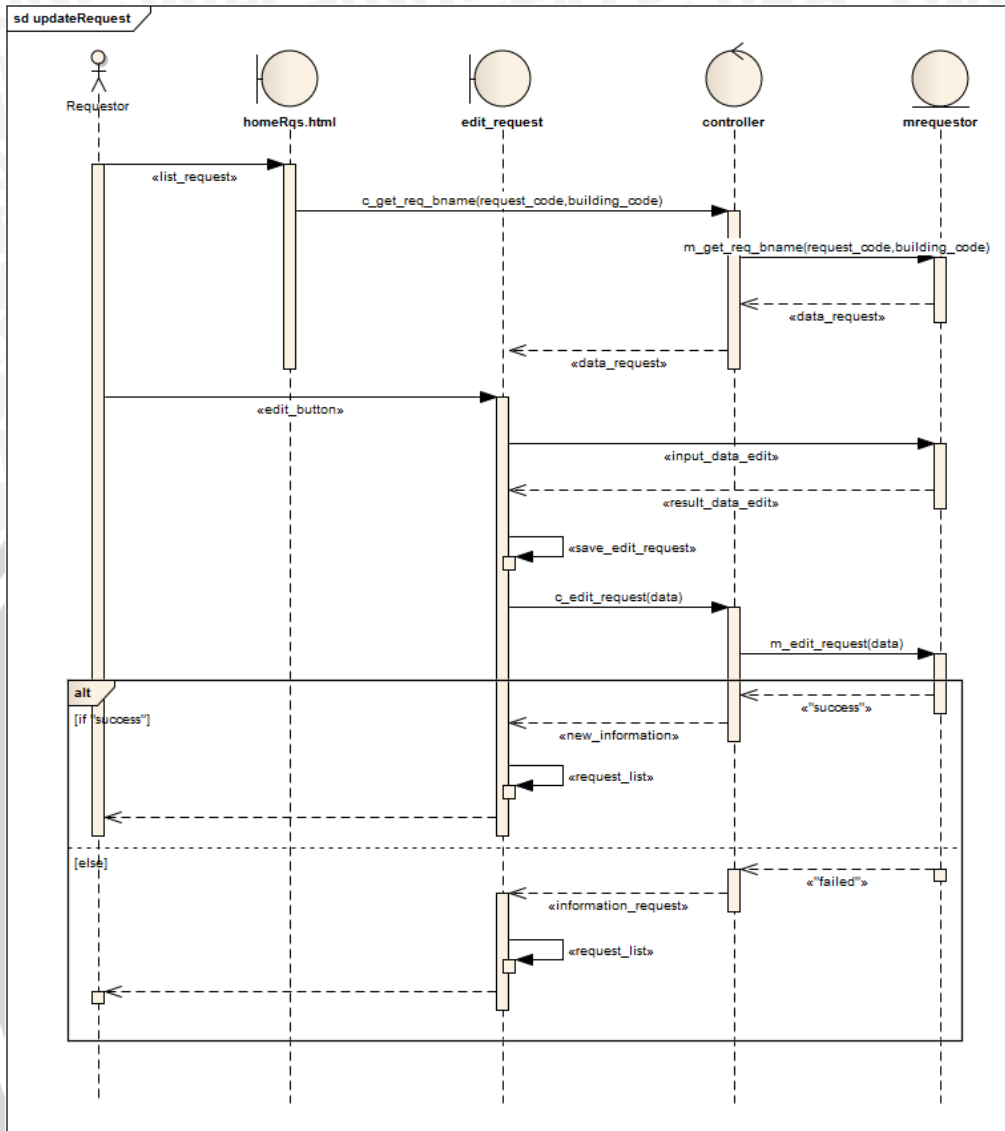 sd updateRequest
Requestor
homeRqs.html
edit_request
controller
mrequestor
«list_request»
c_get_req_bname(request_code,building_code)
m_get_req_bname(request_code,building_code)
«data_request»
«data_request»
«edit_button»
«input_data_edit»
«result_data_edit»
«save_edit_request»
c_edit_request(data)
m_edit_request(data)
alt
[if "success"]
«"success"»
«new_information»
«request_list»
[else]
«"failed"»
«information_request»
«request_list»